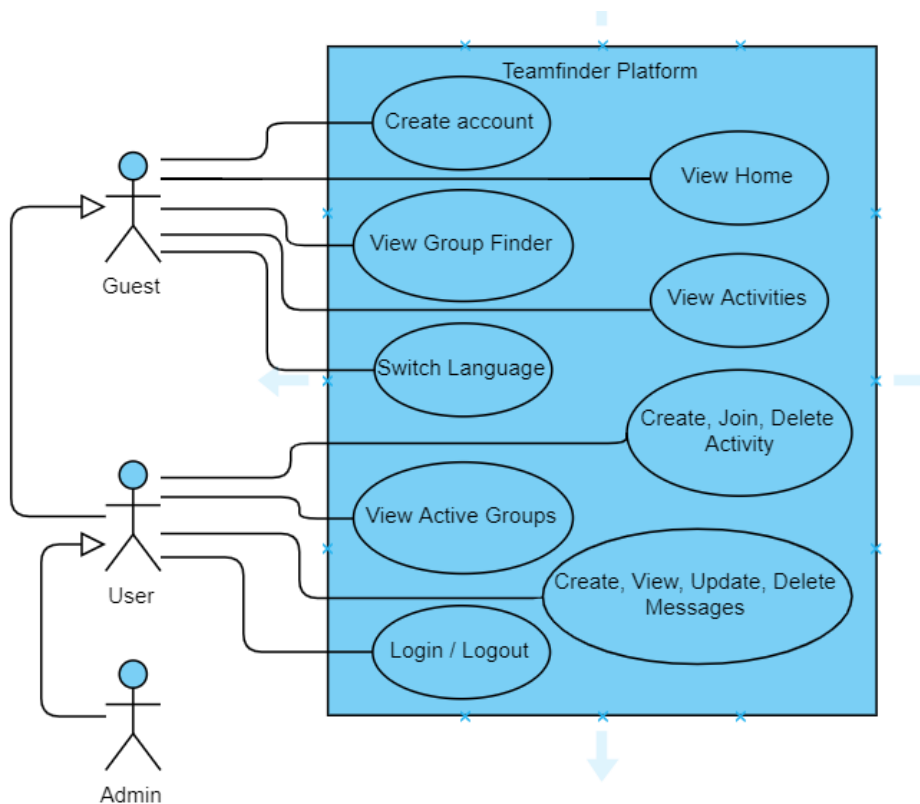 Teamfinder Platform
Create account
View Home
View Group Finder
Guest
View Activities
Switch Language
Create, Join, Delete
Activity
View Active Groups
User
Create, View, Update, Delete
Messages
Login / Logout
Admin